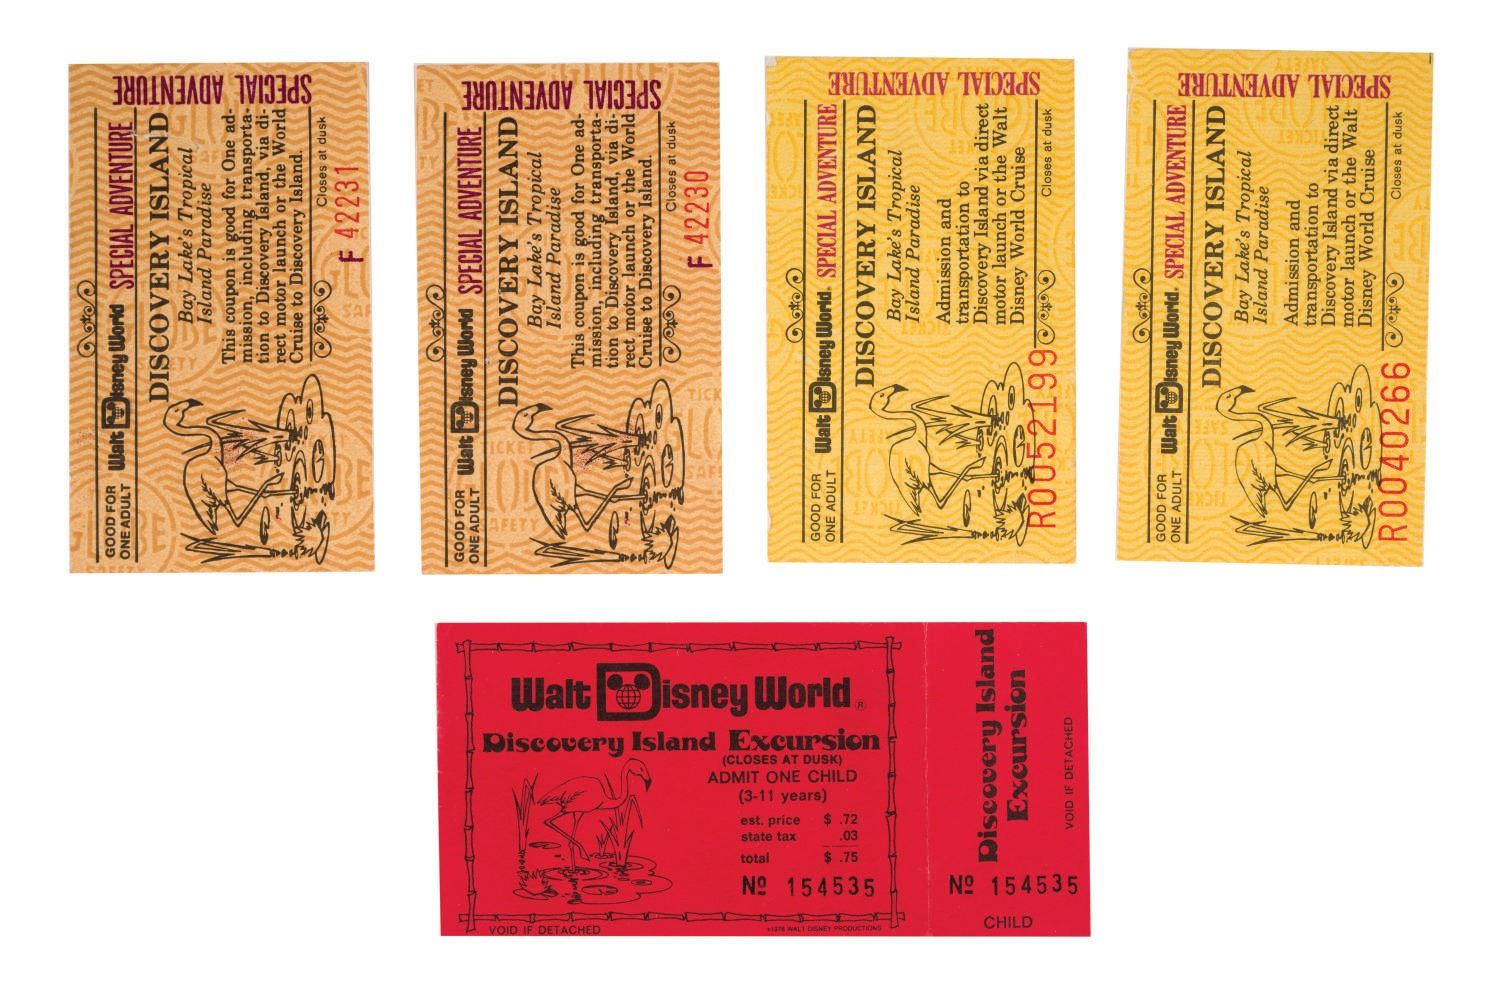 SPECIAL ADVENTURE
GOOD FOR
ONE ADULT
Walt Disney World
SPECIAL ADVENTURE
DISCOVERY ISLAND
Bay Lake's Tropical
Island Paradise
This coupon is good for One ad-
mission, including transporta-
tion to Discovery Island, via di-
rect motor launch or the World
Cruise to Discovery Island.
Closes at dusk
F 42231
SPECIAL ADVENTURE
GOOD FOR
ONE ADULT
Walt Disney World
SPECIAL ADVENTURE
DISCOVERY ISLAND
Bay Lake's Tropical
Island Paradise
This coupon is good for One ad-
mission, including transporta-
tion to Discovery Island, via di-
rect motor launch or the World
Cruise to Discovery Island.
Closes at dusk
F 42230
SPECIAL ADVENTURE
GOOD FOR
ONE ADULT
Walt Disney World
SPECIAL ADVENTURE
DISCOVERY ISLAND
Bay Lake's Tropical
Island Paradise
Admission and
transportation to
Discovery Island via direct
motor launch or the Walt
Disney World Cruise
Closes at dusk
R0052199
SPECIAL ADVENTURE
GOOD FOR
ONE ADULT
Walt Disney World
SPECIAL ADVENTURE
DISCOVERY ISLAND
Bay Lake's Tropical
Island Paradise
Admission and
transportation to
Discovery Island via direct
motor launch or the Walt
Disney World Cruise
Closes at dusk
R0040266
Walt Disney World®
Discovery Island Excursion
(CLOSES AT DUSK)
ADMIT ONE CHILD
(3-11 years)
est. price $ .72
state tax .03
total $ .75
Nº 154535
VOID IF DETACHED
©1978 WALT DISNEY PRODUCTIONS
Discovery Island
Excursion
VOID IF DETACHED
Nº 154535
CHILD